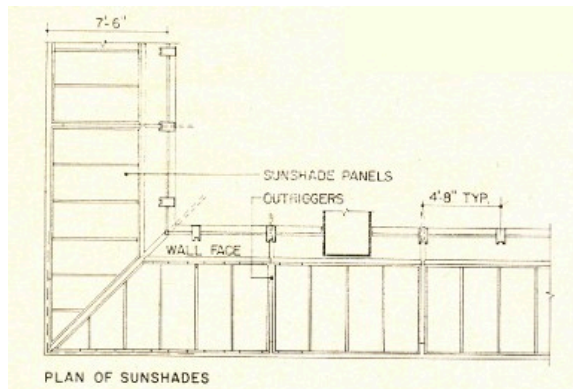 7'-6"
SUNSHADE PANELS
OUTRIGGERS
4'-8" TYP.
WALL FACE
PLAN OF SUNSHADES